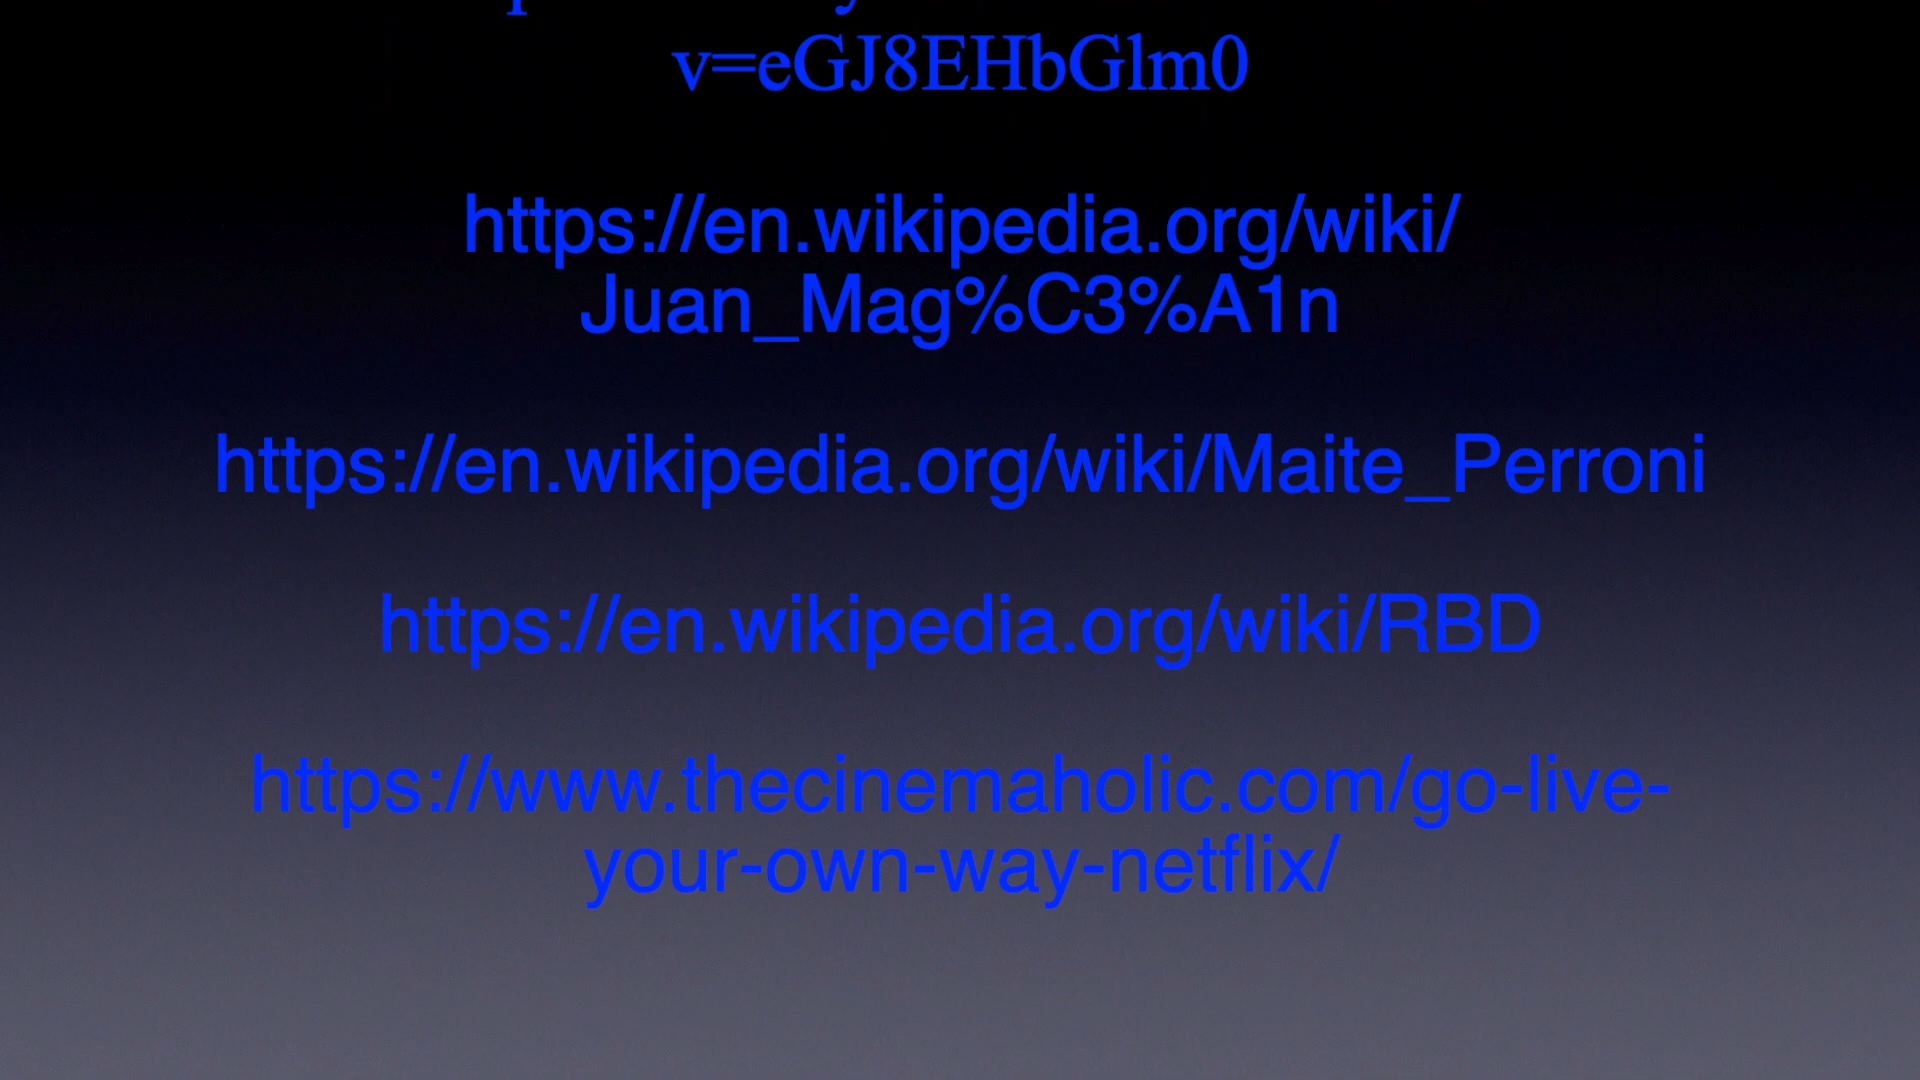 v=eGJ8EHbGlm0
https://en.wikipedia.org/wiki/
Juan_Mag%C3%A1n
https://en.wikipedia.org/wiki/Maite_Perroni
https://en.wikipedia.org/wiki/RBD
https://www.thecinemaholic.com/go-live-
your-own-way-netflix/